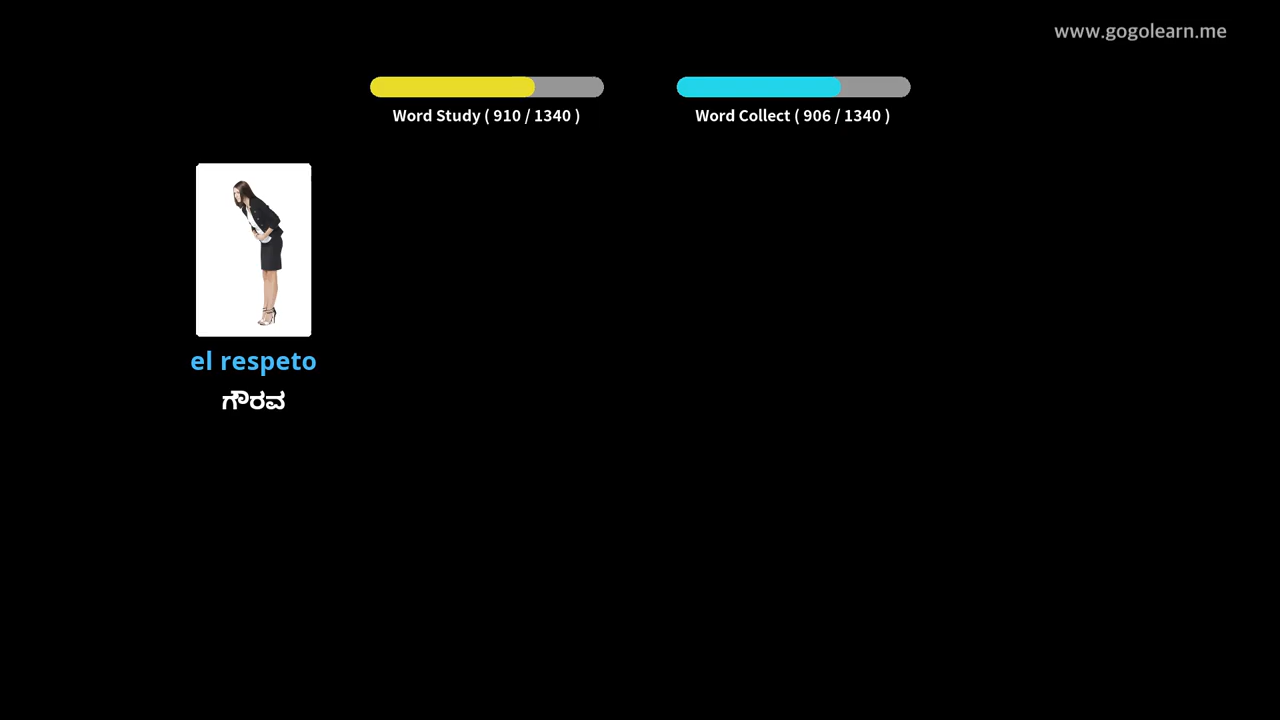 www.gogolearn.me
Word Study ( 910 / 1340 )
Word Collect ( 906 / 1340 )
el respeto
ಗೌರವ